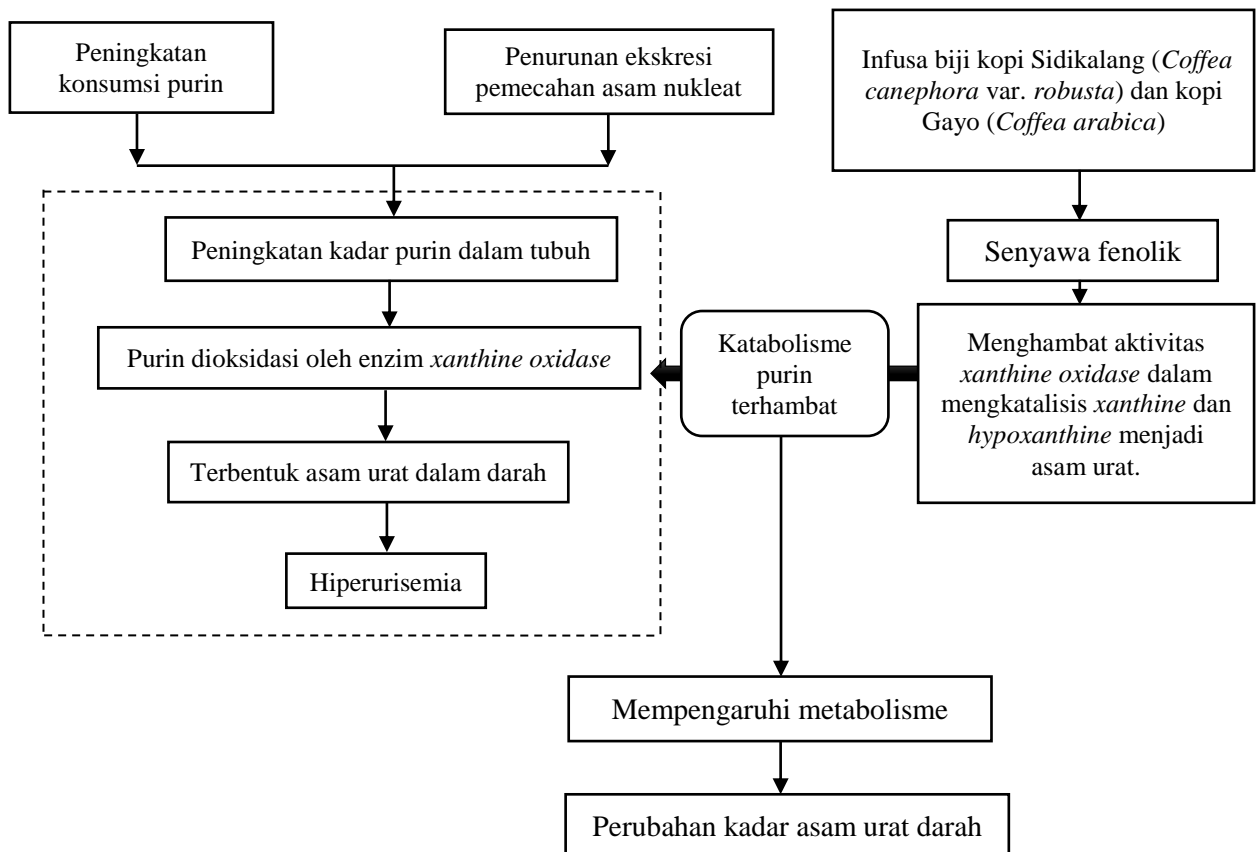 Peningkatan
konsumsi purin
Penurunan ekskresi
pemecahan asam nukleat
Infusa biji kopi Sidikalang (Coffea
canephora var. robusta) dan kopi
Gayo (Coffea arabica)
Peningkatan kadar purin dalam tubuh
Senyawa fenolik
Purin dioksidasi oleh enzim xanthine oxidase
Katabolisme
purin
terhambat
Menghambat aktivitas
xanthine oxidase dalam
mengkatalisis xanthine dan
hypoxanthine menjadi
asam urat.
Terbentuk asam urat dalam darah
Hiperurisemia
Mempengaruhi metabolisme
Perubahan kadar asam urat darah